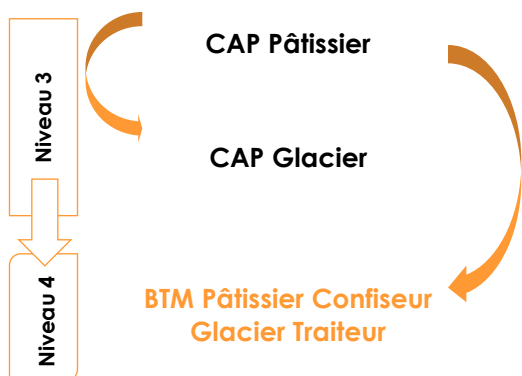 Niveau 3
CAP Pâtissier
CAP Glacier
Niveau 4
BTM Pâtissier Confiseur
Glacier Traiteur